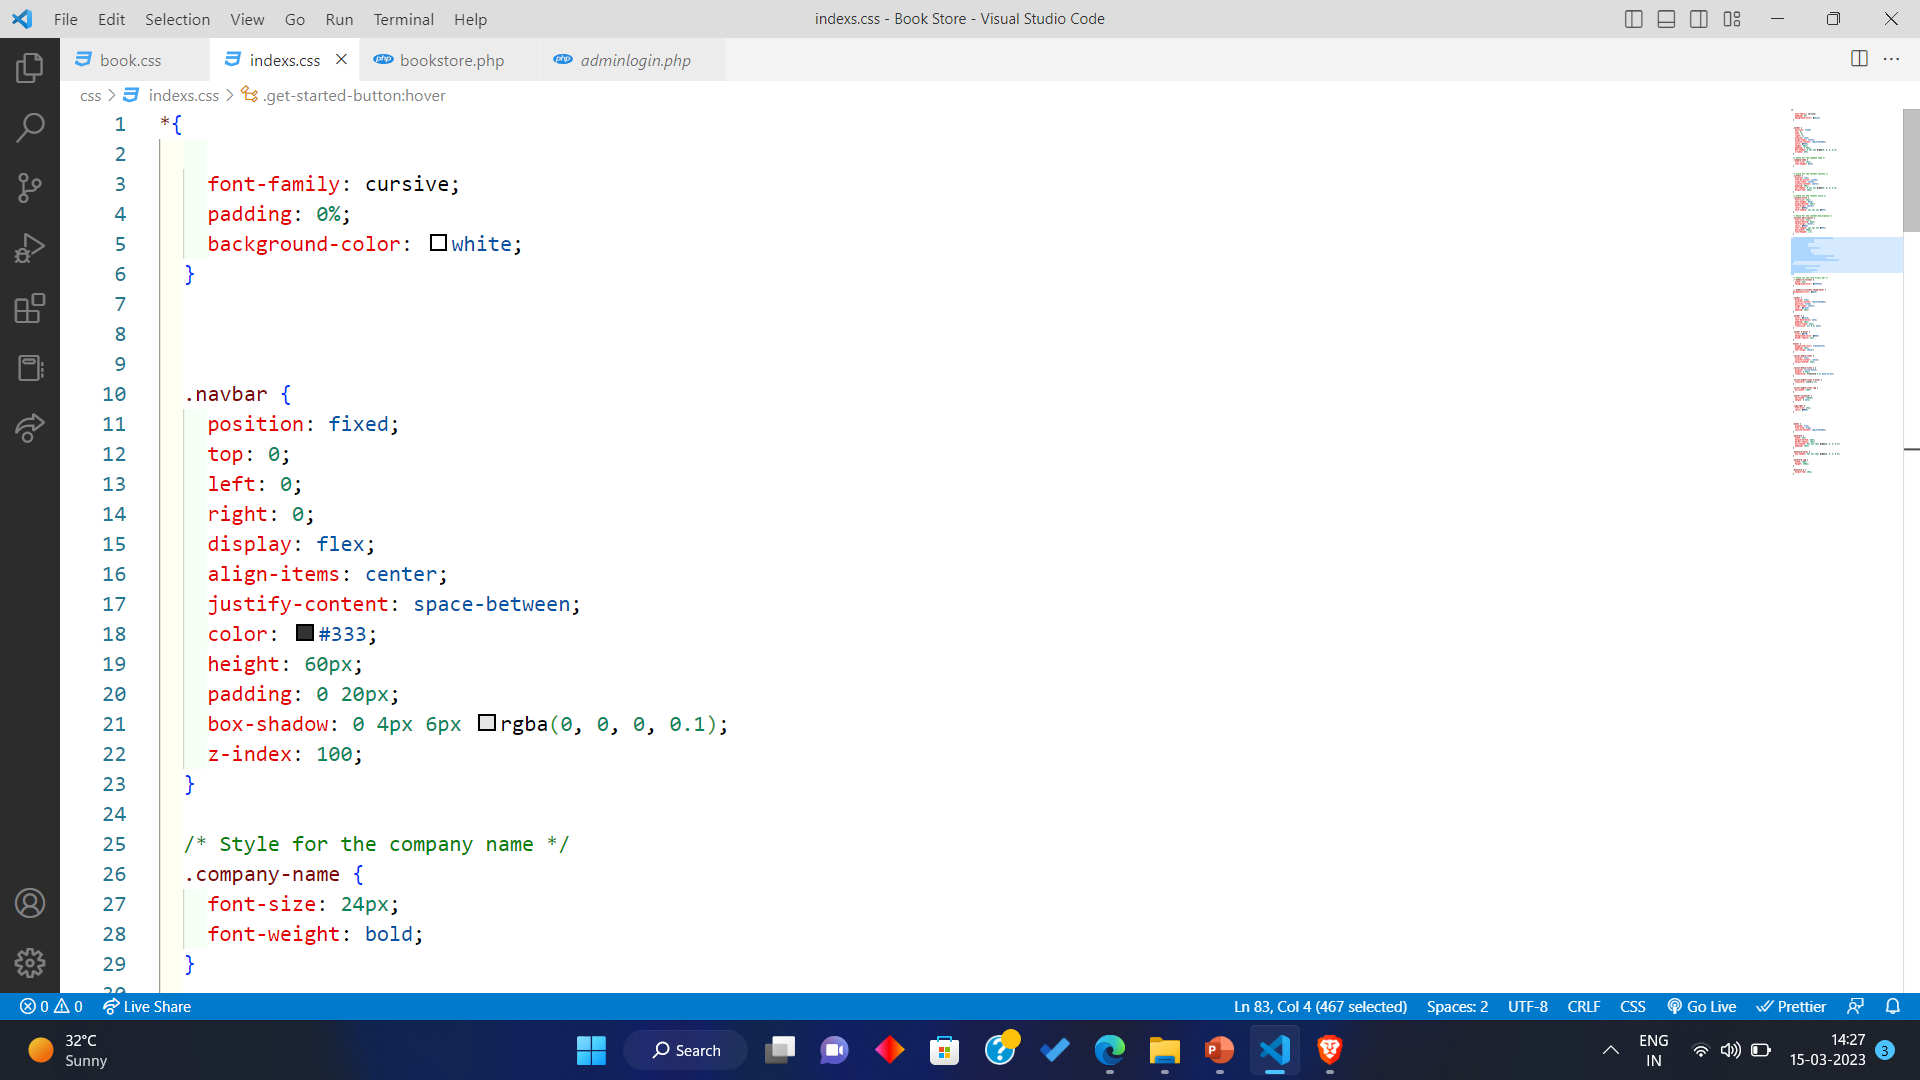 File Edit Selection View Go Run Terminal Help
indexs.css - Book Store - Visual Studio Code
book.css
indexs.css
bookstore.php
adminlogin.php
css > indexs.css > .get-started-button:hover
1 *{
2
3 font-family: cursive;
4 padding: 0%;
5 background-color: white;
6 }
7
8
9
10 .navbar {
11 position: fixed;
12 top: 0;
13 left: 0;
14 right: 0;
15 display: flex;
16 align-items: center;
17 justify-content: space-between;
18 color: #333;
19 height: 60px;
20 padding: 0 20px;
21 box-shadow: 0 4px 6px rgba(0, 0, 0, 0.1);
22 z-index: 100;
23 }
24
25 /* Style for the company name */
26 .company-name {
27 font-size: 24px;
28 font-weight: bold;
29 }
30
0 0 Live Share
Ln 83, Col 4 (467 selected) Spaces: 2 UTF-8 CRLF CSS Go Live Prettier
32°C
Sunny
Search
ENG
IN
14:27
15-03-2023
3